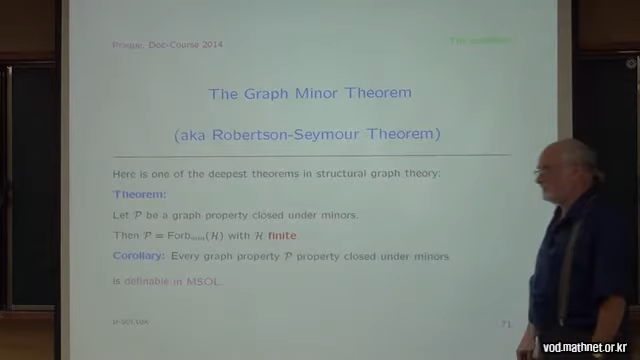 Prague, Doc-Course 2014
The Graph Minor Theorem
(aka Robertson-Seymour Theorem)
Here is one of the deepest theorems in structural graph theory:
Theorem:
Let P be a graph property closed under minors.
Then P = Forbmin(H) with H finite.
Corollary: Every graph property P property closed under minors
is definable in MSOL.
71
vod.mathnet.or.kr